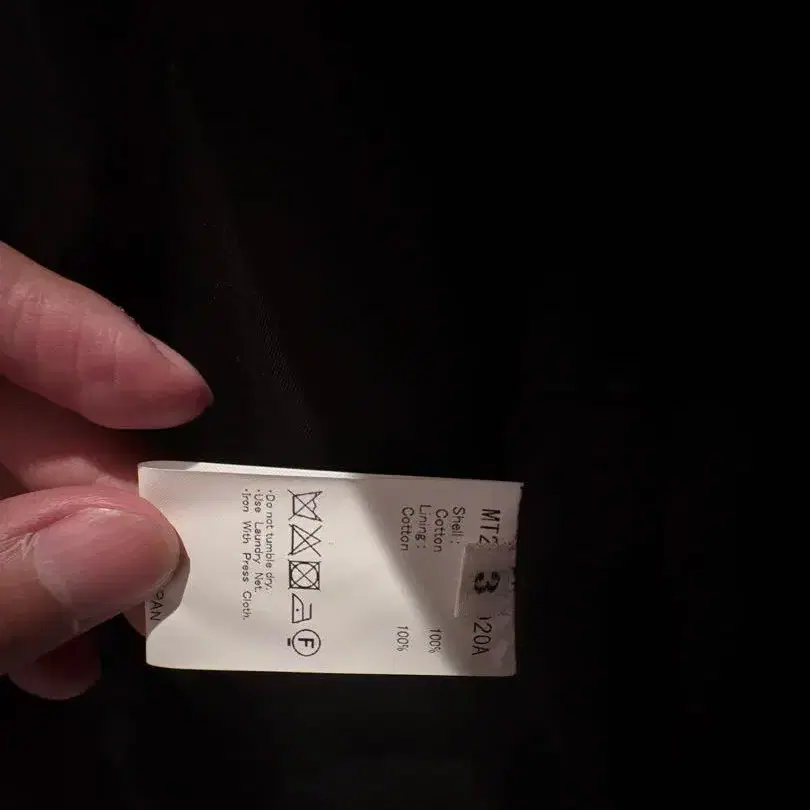 MT2
3
120A
Shell:
Cotton 100%
Lining:
Cotton 100%
F
·Do not tumble dry.
·Use Laundry Net.
·Iron With Press Cloth.
PAN